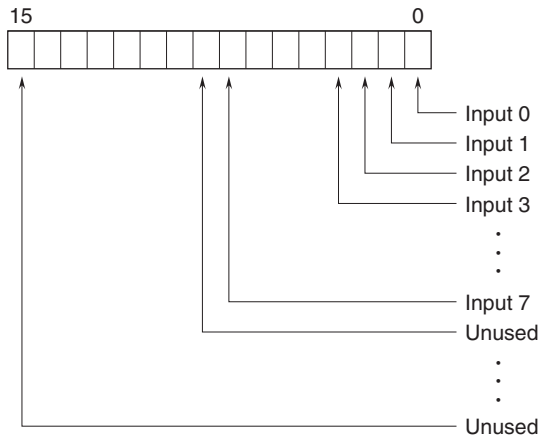 15 0
Input 0
Input 1
Input 2
Input 3
Input 7
Unused
Unused